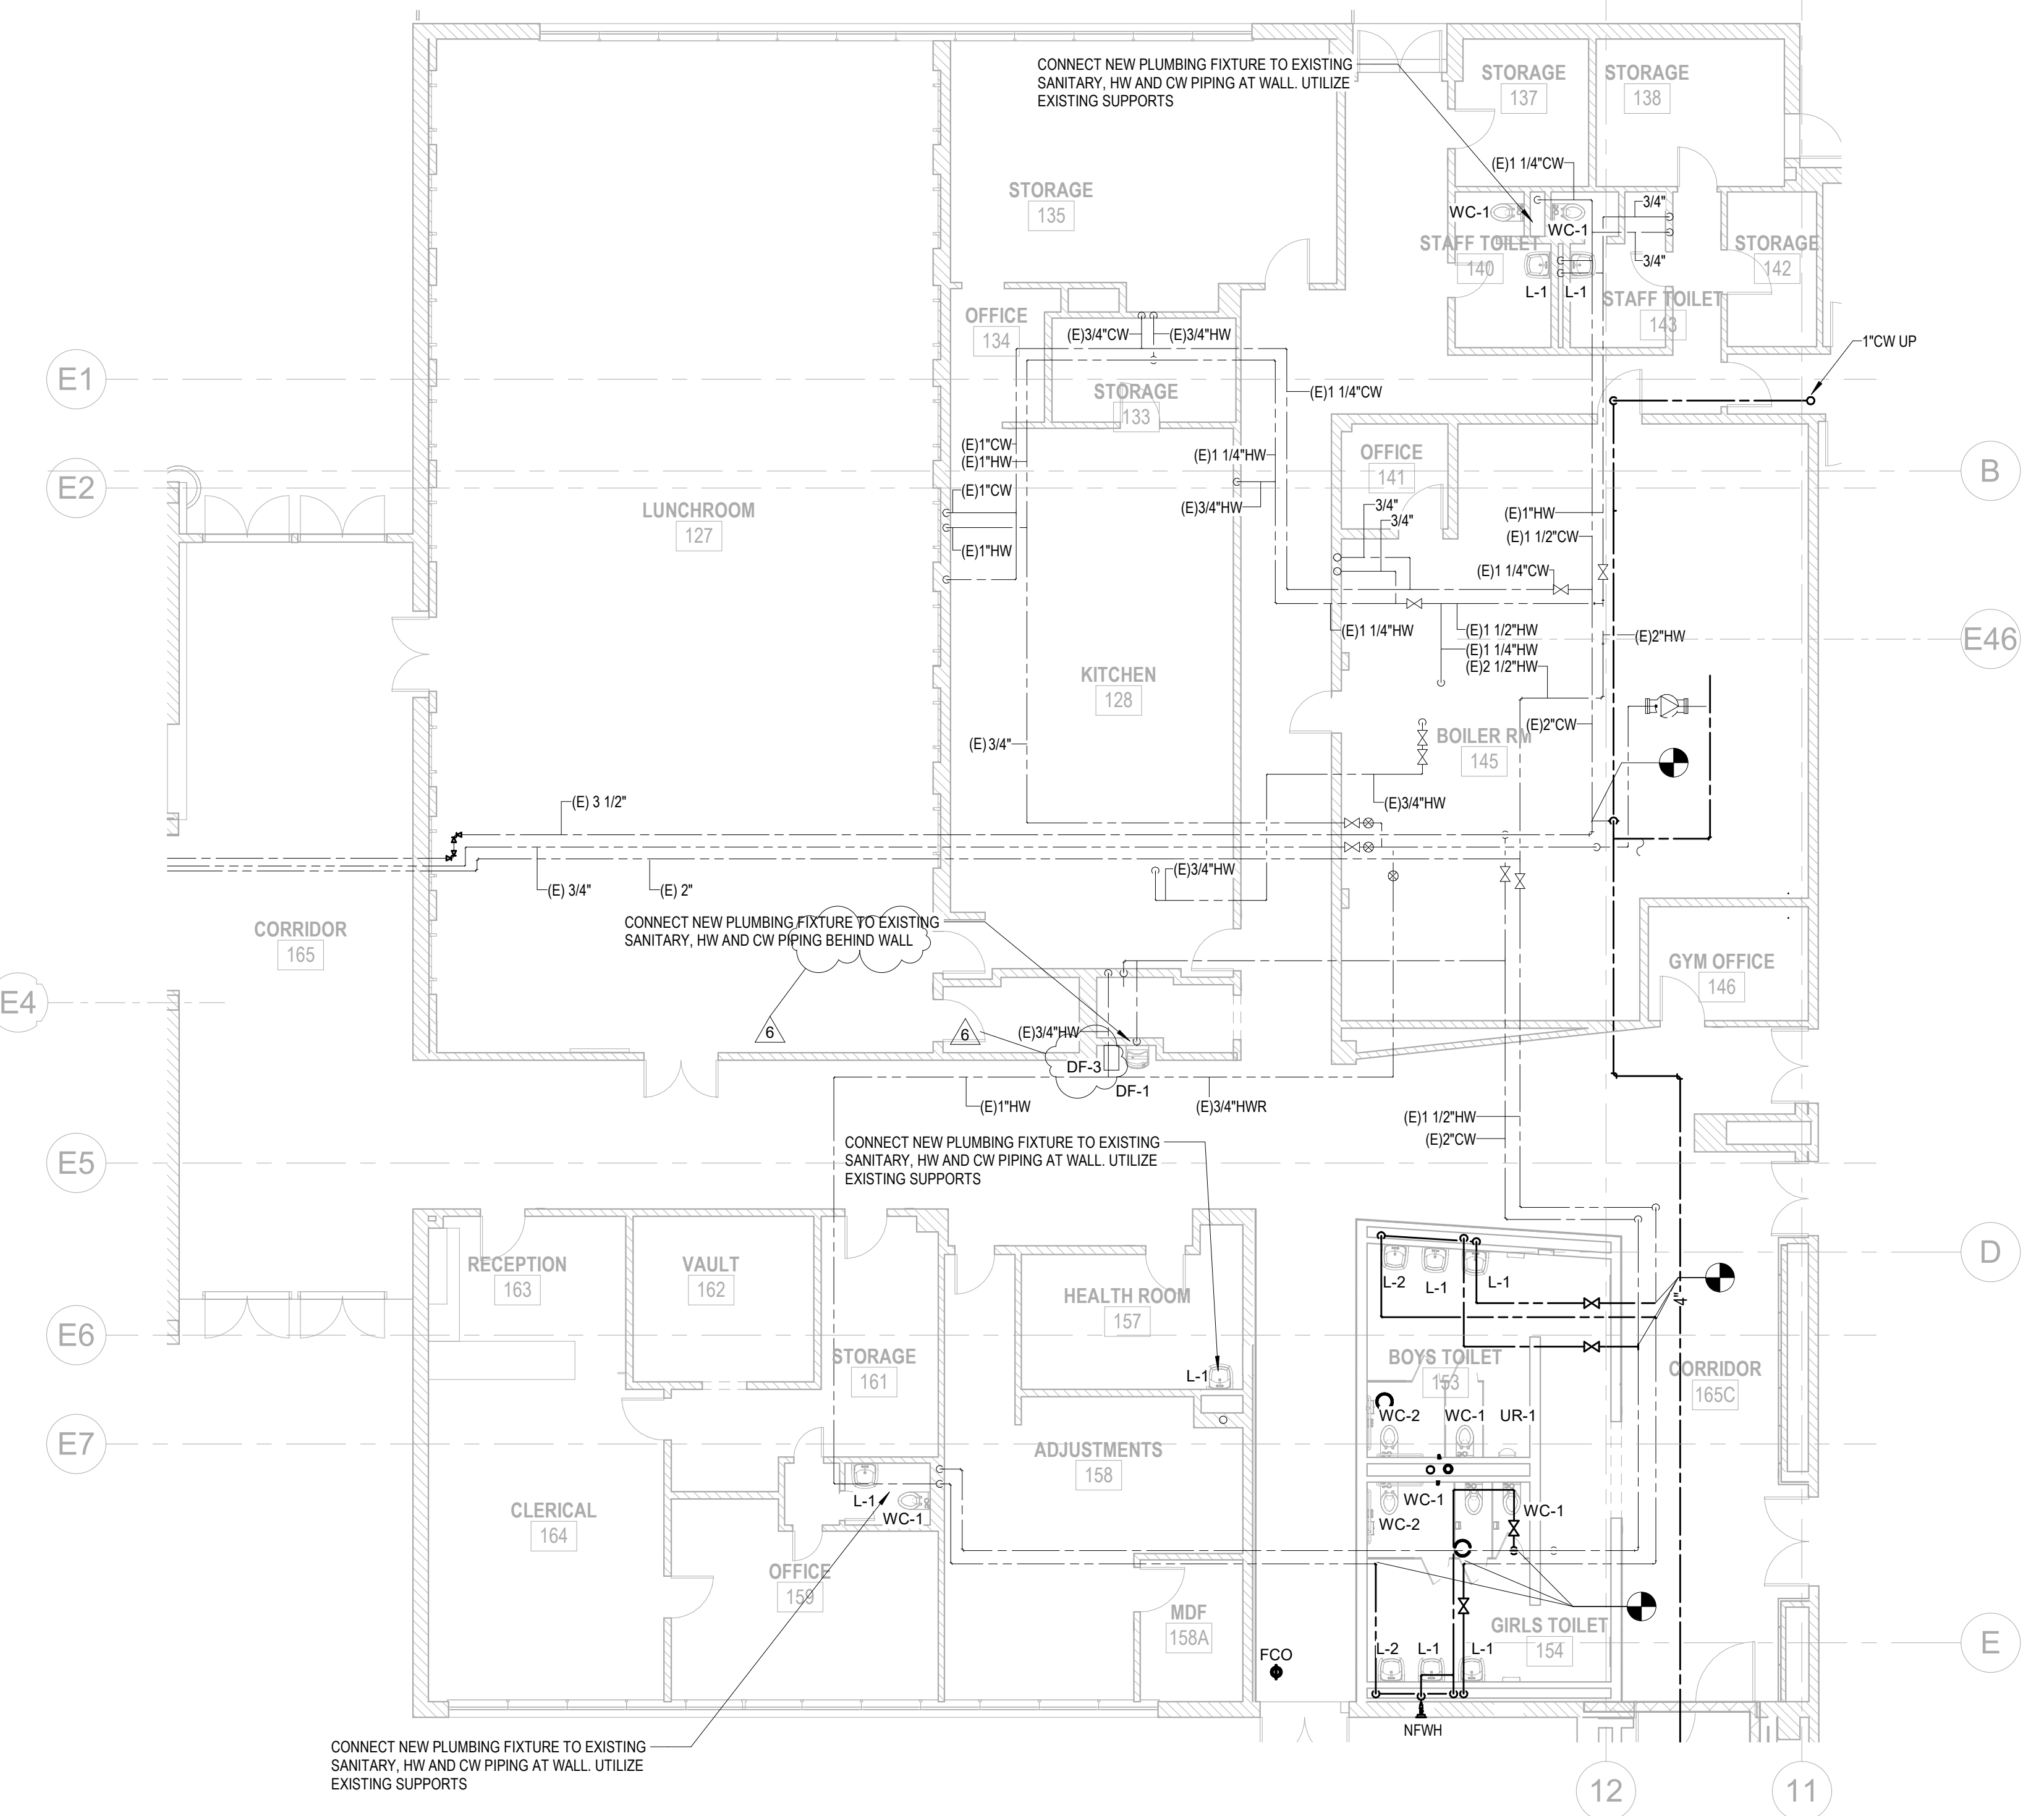 CONNECT NEW PLUMBING FIXTURE TO EXISTING
SANITARY, HW AND CW PIPING AT WALL. UTILIZE
EXISTING SUPPORTS
STORAGE
137
STORAGE
138
(E)1 1/4"CW
STORAGE
135
WC-1
WC-1
3/4"
3/4"
STAFF TOILET
140
STORAGE
142
L-1
L-1
STAFF TOILET
143
OFFICE
134
(E)3/4"CW
(E)3/4"HW
1"CW UP
E1
STORAGE
133
(E)1 1/4"CW
(E)1"CW
(E)1"HW
(E)1 1/4"HW
OFFICE
141
B
E2
(E)1"CW
(E)3/4"HW
3/4"
3/4"
LUNCHROOM
127
(E)1"HW
(E)1"HW
(E)1 1/2"CW
(E)1 1/4"CW
(E)1 1/4"HW
(E)1 1/2"HW
(E)1 1/4"HW
(E)2 1/2"HW
(E)2"HW
E46
KITCHEN
128
(E)2"CW
(E) 3/4"
BOILER RM
145
(E) 3 1/2"
(E)3/4"HW
(E) 3/4"
(E) 2"
(E)3/4"HW
CONNECT NEW PLUMBING FIXTURE TO EXISTING
SANITARY, HW AND CW PIPING BEHIND WALL
CORRIDOR
165
GYM OFFICE
146
E4
6
6
(E)3/4"HW
DF-3
DF-1
(E)1"HW
(E)3/4"HWR
(E)1 1/2"HW
(E)2"CW
CONNECT NEW PLUMBING FIXTURE TO EXISTING
SANITARY, HW AND CW PIPING AT WALL. UTILIZE
EXISTING SUPPORTS
E5
RECEPTION
163
VAULT
162
D
HEALTH ROOM
157
L-2
L-1
L-1
4"
E6
STORAGE
161
L-1
BOYS TOILET
153
CORRIDOR
165C
WC-2
WC-1
UR-1
E7
ADJUSTMENTS
158
CLERICAL
164
L-1
WC-1
WC-1
WC-1
WC-2
OFFICE
159
MDF
158A
GIRLS TOILET
154
E
FCO
L-2
L-1
L-1
NFWH
CONNECT NEW PLUMBING FIXTURE TO EXISTING
SANITARY, HW AND CW PIPING AT WALL. UTILIZE
EXISTING SUPPORTS
12
11